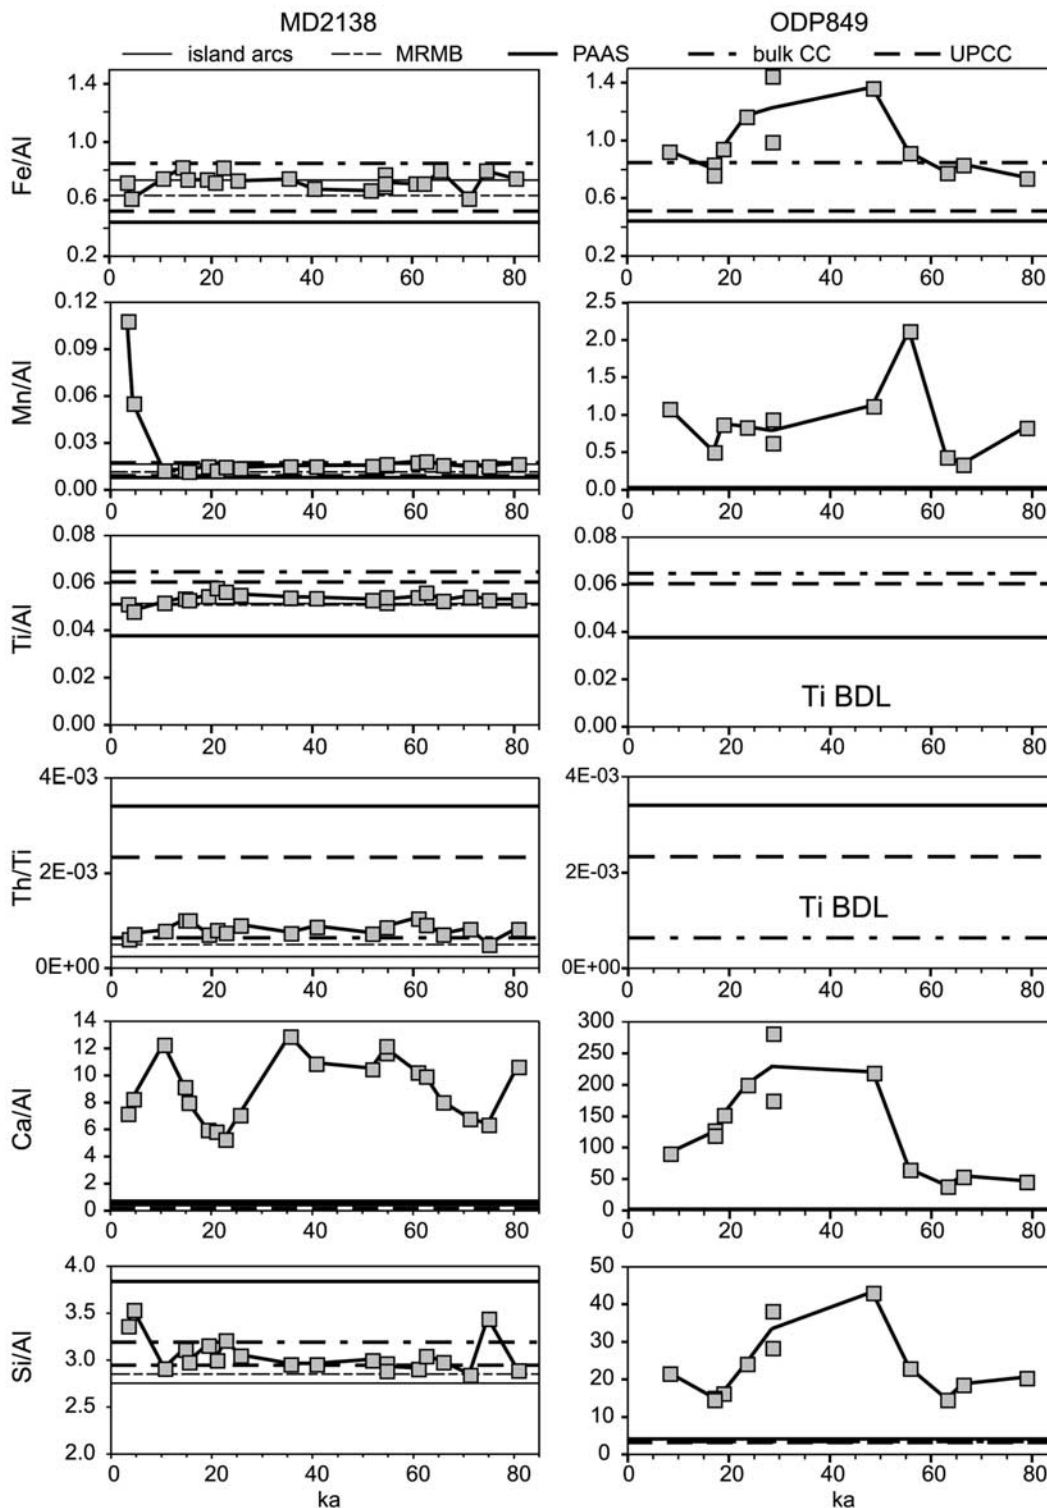 MD2138 ODP849
island arcs MRMB PAAS bulk CC UPCC
Fe/Al
1.4 1.4
1.0 1.0
0.6 0.6
0.2 0.2
0 20 40 60 80 0 20 40 60 80
Mn/Al
0.12 2.5
0.09 2.0
1.5
0.06 1.0
0.03 0.5
0.00 0.0
0 20 40 60 80 0 20 40 60 80
Ti/Al
0.08 0.08
0.06 0.06
0.04 0.04
0.02 0.02
Ti BDL
0.00 0.00
0 20 40 60 80 0 20 40 60 80
Th/Ti
4E-03 4E-03
2E-03 2E-03
Ti BDL
0E+00 0E+00
0 20 40 60 80 0 20 40 60 80
Ca/Al
14 300
12 250
10 200
8 150
6 100
4 50
2
0 0
0 20 40 60 80 0 20 40 60 80
Si/Al
4.0 50
3.5 40
3.0 30
20
2.5 10
2.0 0
0 20 40 60 80 0 20 40 60 80
ka ka